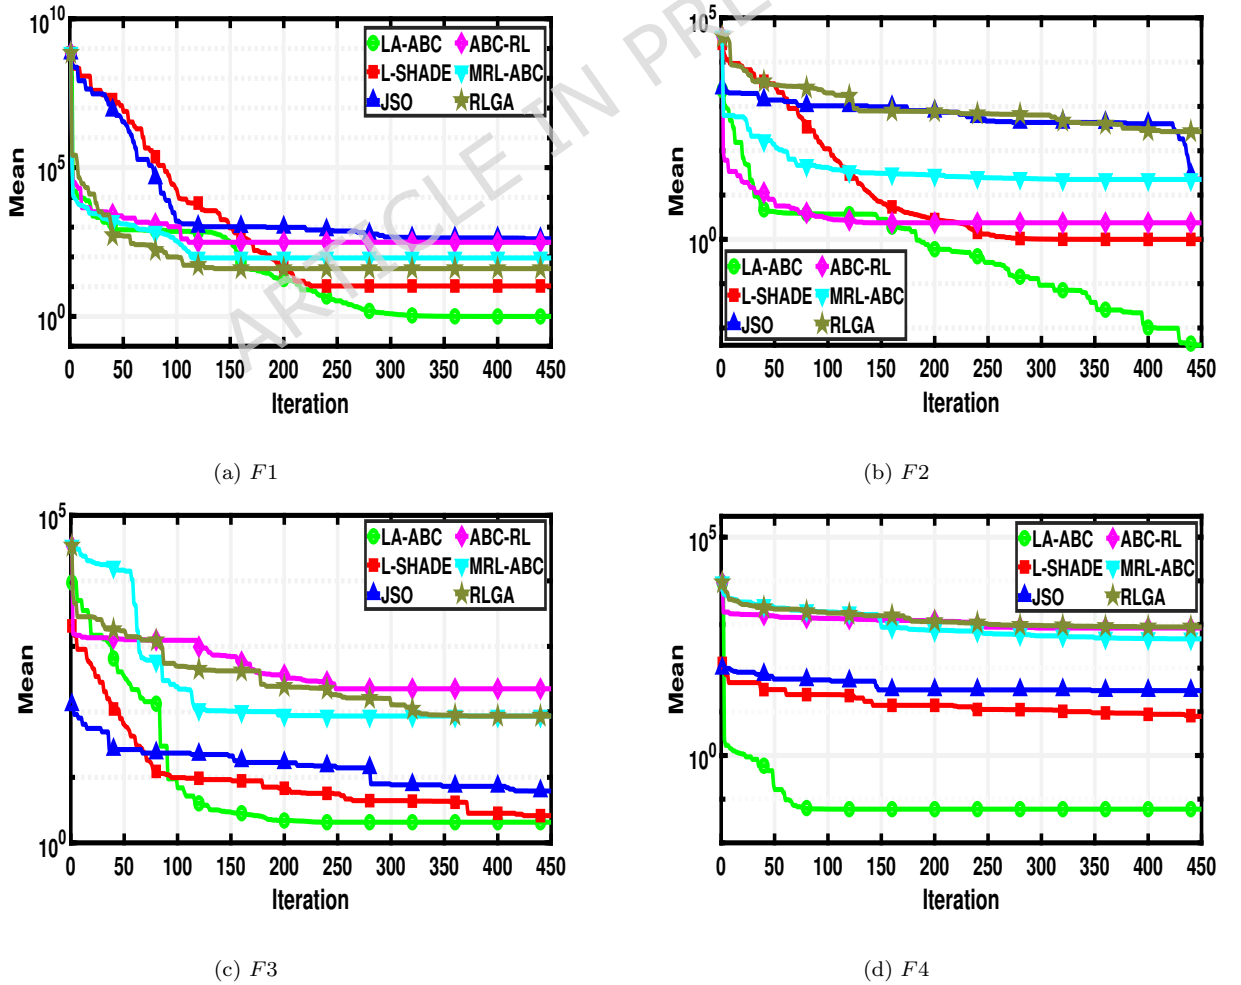 ARTICLE IN PRE
10^10
10^5
10^0
Mean
LA-ABC ABC-RL
L-SHADE MRL-ABC
JSO RLGA
0 50 100 150 200 250 300 350 400 450
Iteration
(a) F1
10^5
10^0
Mean
LA-ABC ABC-RL
L-SHADE MRL-ABC
JSO RLGA
0 50 100 150 200 250 300 350 400 450
Iteration
(b) F2
10^5
10^0
Mean
LA-ABC ABC-RL
L-SHADE MRL-ABC
JSO RLGA
0 50 100 150 200 250 300 350 400 450
Iteration
(c) F3
10^5
10^0
Mean
LA-ABC ABC-RL
L-SHADE MRL-ABC
JSO RLGA
0 50 100 150 200 250 300 350 400 450
Iteration
(d) F4